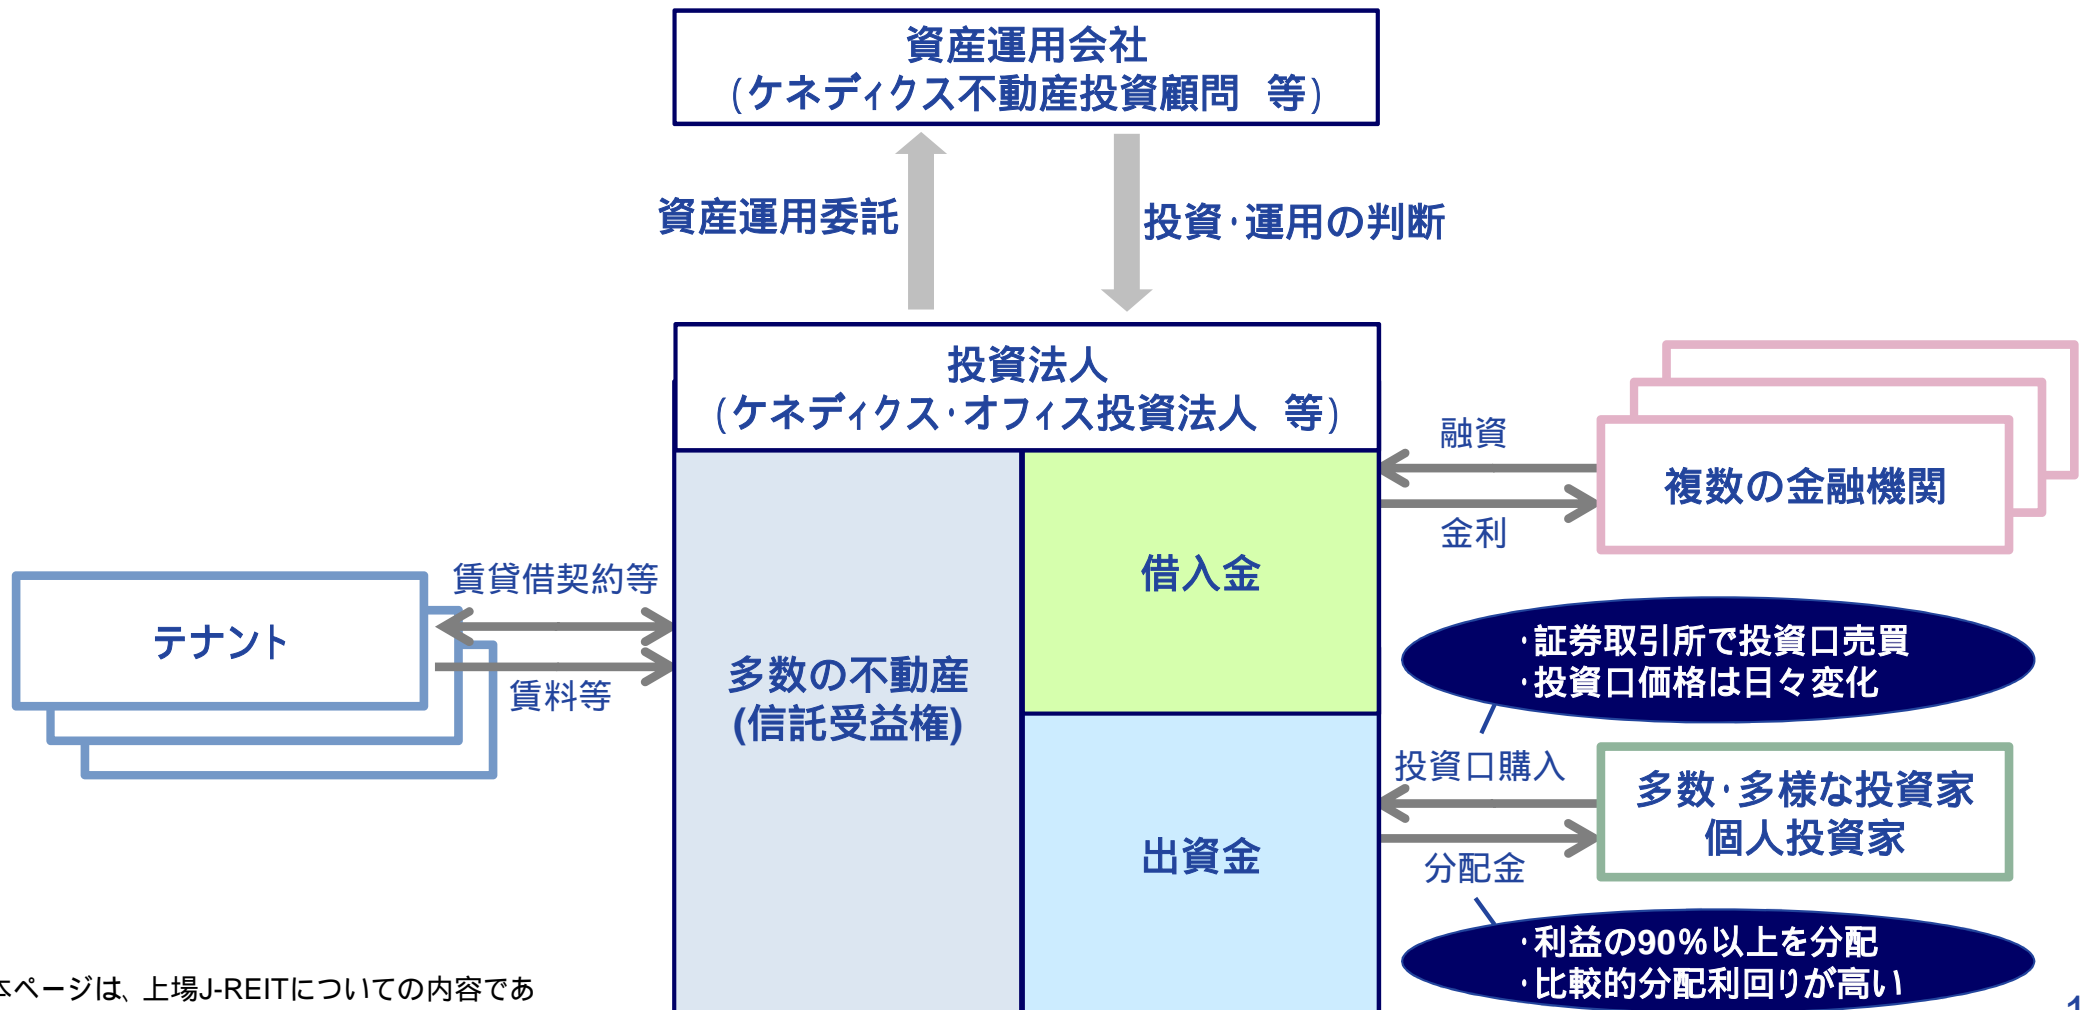 資産運用会社
(ケネディクス不動産投資顧問 等)
資産運用委託
投資・運用の判断
投資法人
(ケネディクス・オフィス投資法人 等)
融資
複数の金融機関
金利
借入金
賃貸借契約等
テナント
賃料等
多数の不動産
(信託受益権)
・証券取引所で投資口売買
・投資口価格は日々変化
投資口購入
多数・多様な投資家
個人投資家
出資金
分配金
・利益の90%以上を分配
・比較的分配利回りが高い
本ページは、上場J-REITについての内容であ
1